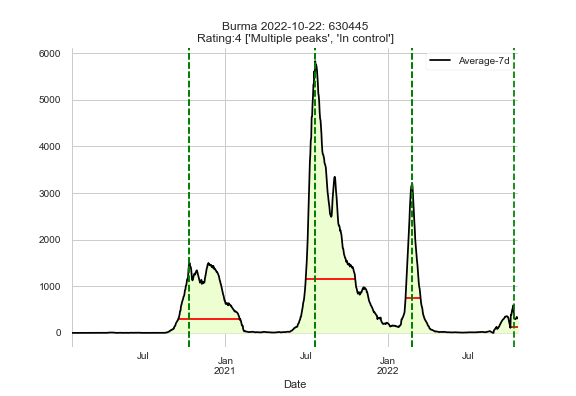 Burma 2022-10-22: 630445
Rating:4 ['Multiple peaks', 'In control']
Average-7d
6000
5000
4000
3000
2000
1000
0
Jul
Jan
2021
Jul
Jan
2022
Jul
Date